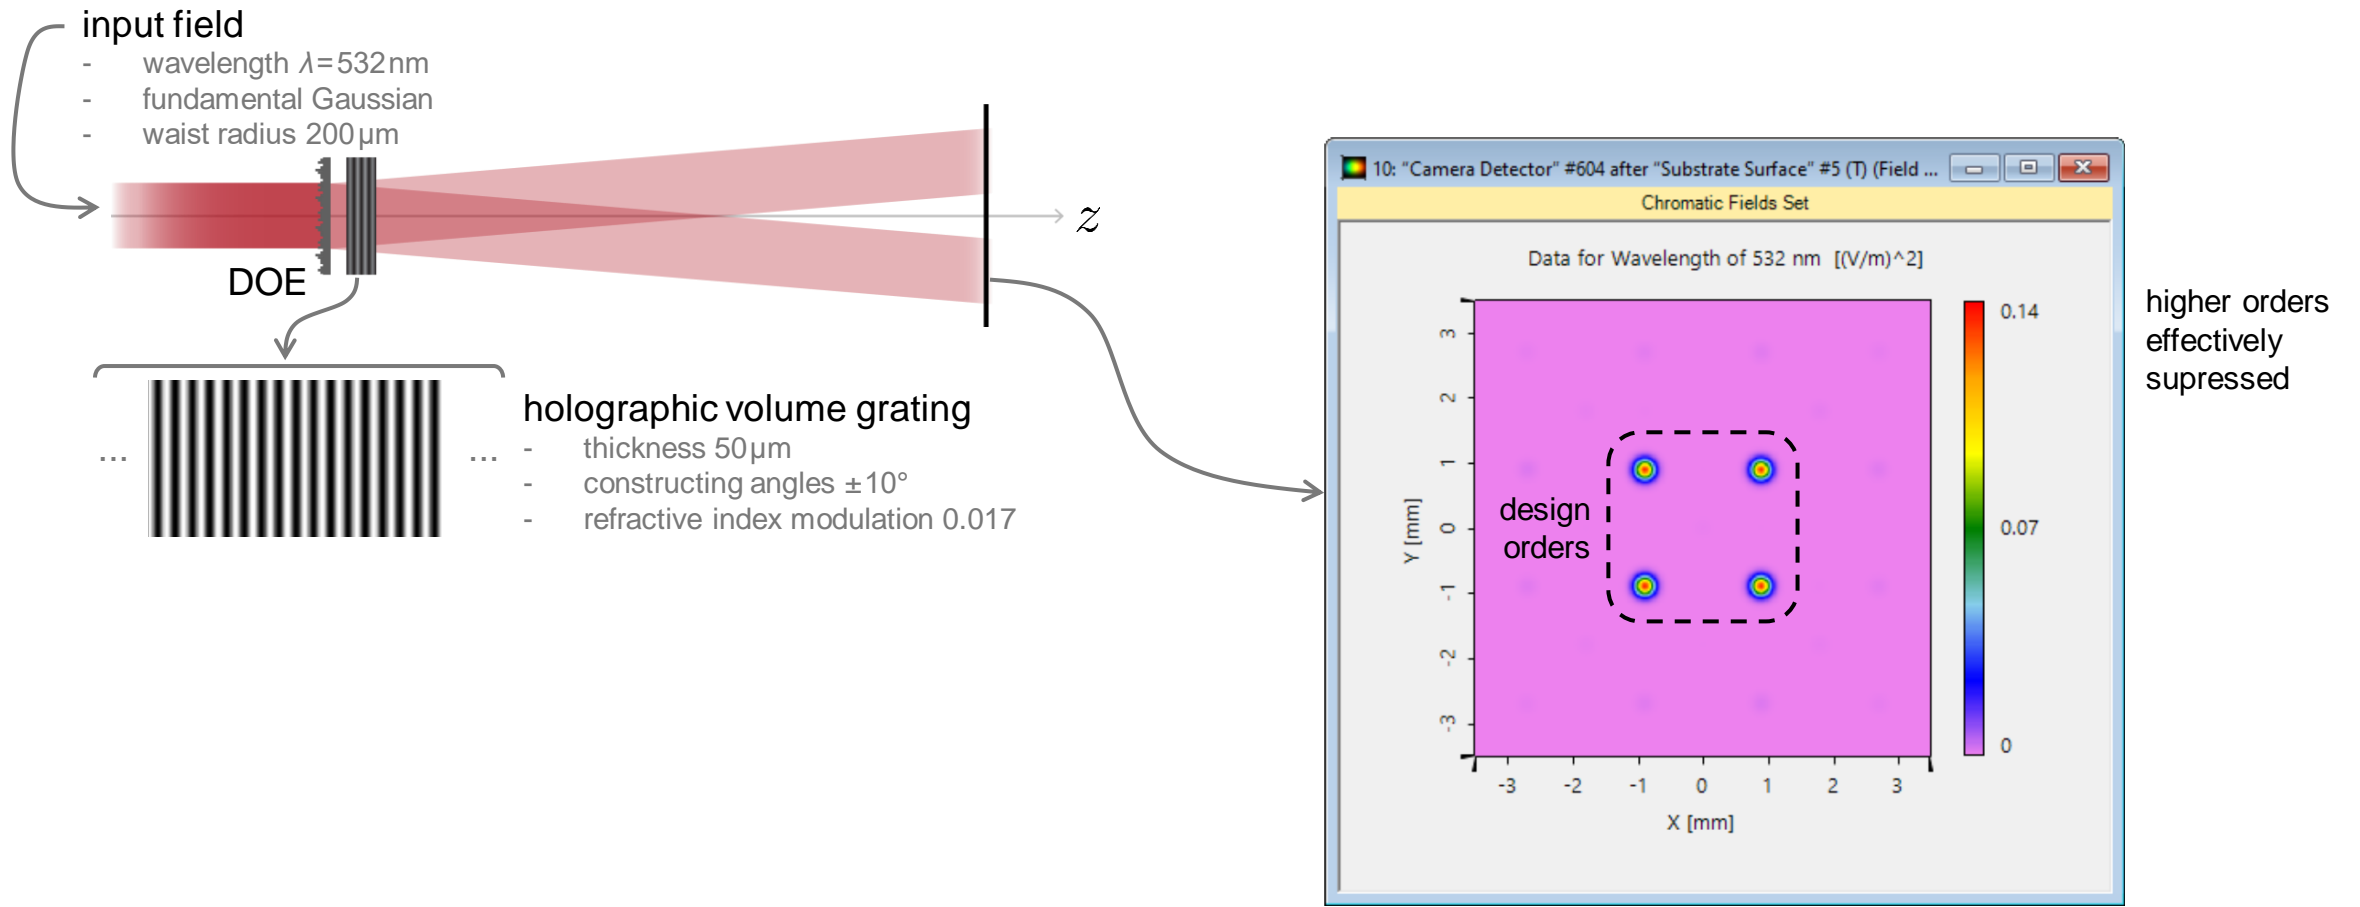 input field
- wavelength λ=532nm
- fundamental Gaussian
- waist radius 200µm
DOE
z
... ...
holographic volume grating
- thickness 50µm
- constructing angles ±10°
- refractive index modulation 0.017
10: "Camera Detector" #604 after "Substrate Surface" #5 (T) (Field ...
Chromatic Fields Set
Data for Wavelength of 532 nm [(V/m)^2]
Y [mm]
3
2
1
0
-1
-2
-3
-3 -2 -1 0 1 2 3
X [mm]
design
orders
0.14
0.07
0
higher orders
effectively
supressed